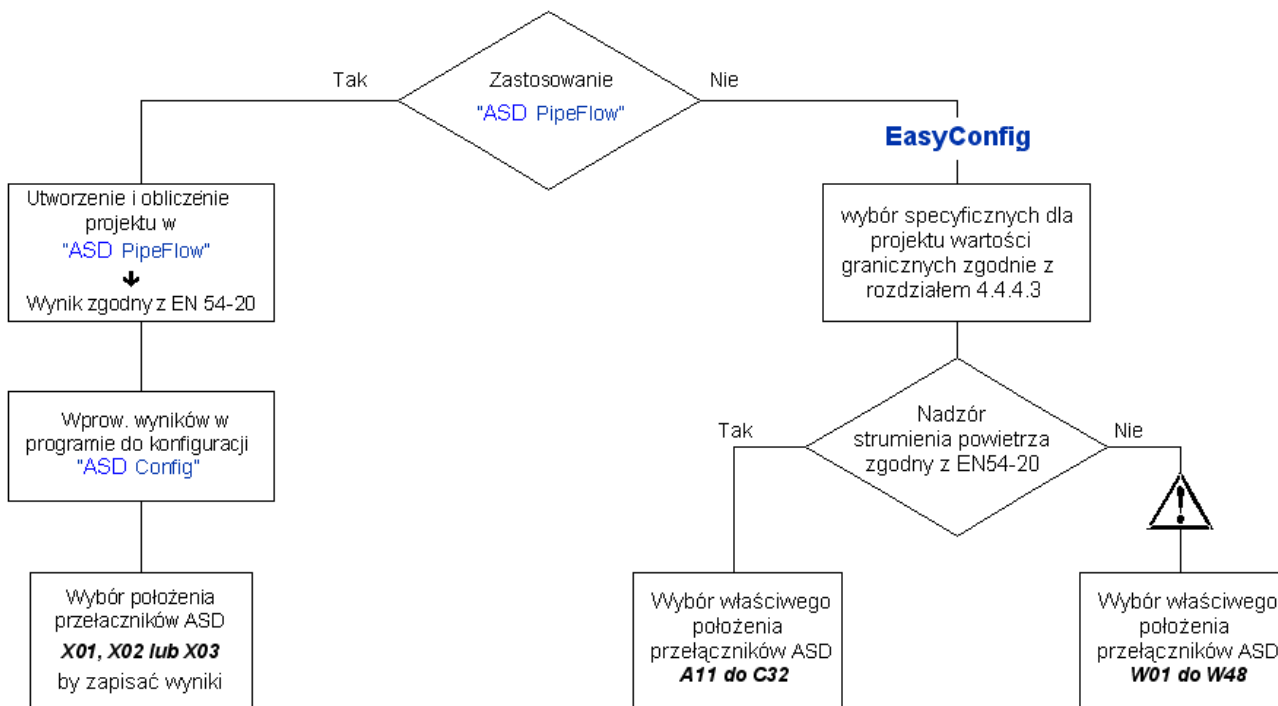 Zastosowanie
"ASD PipeFlow"
Tak
Nie
EasyConfig
Utworzenie i obliczenie
projektu w
"ASD PipeFlow"
Wynik zgodny z EN 54-20
Wprow. wyników w
programie do konfiguracji
"ASD Config"
Wybór położenia
przełaczników ASD
X01, X02 lub X03
by zapisać wyniki
wybór specyficznych dla
projektu wartości
granicznych zgodnie z
rozdziałem 4.4.4.3
Nadzór
strumienia powietrza
zgodny z EN54-20
Tak
Nie
Wybór właściwego
położenia
przełączników ASD
A11 do C32
Wybór właściwego
położenia
przełączników ASD
W01 do W48